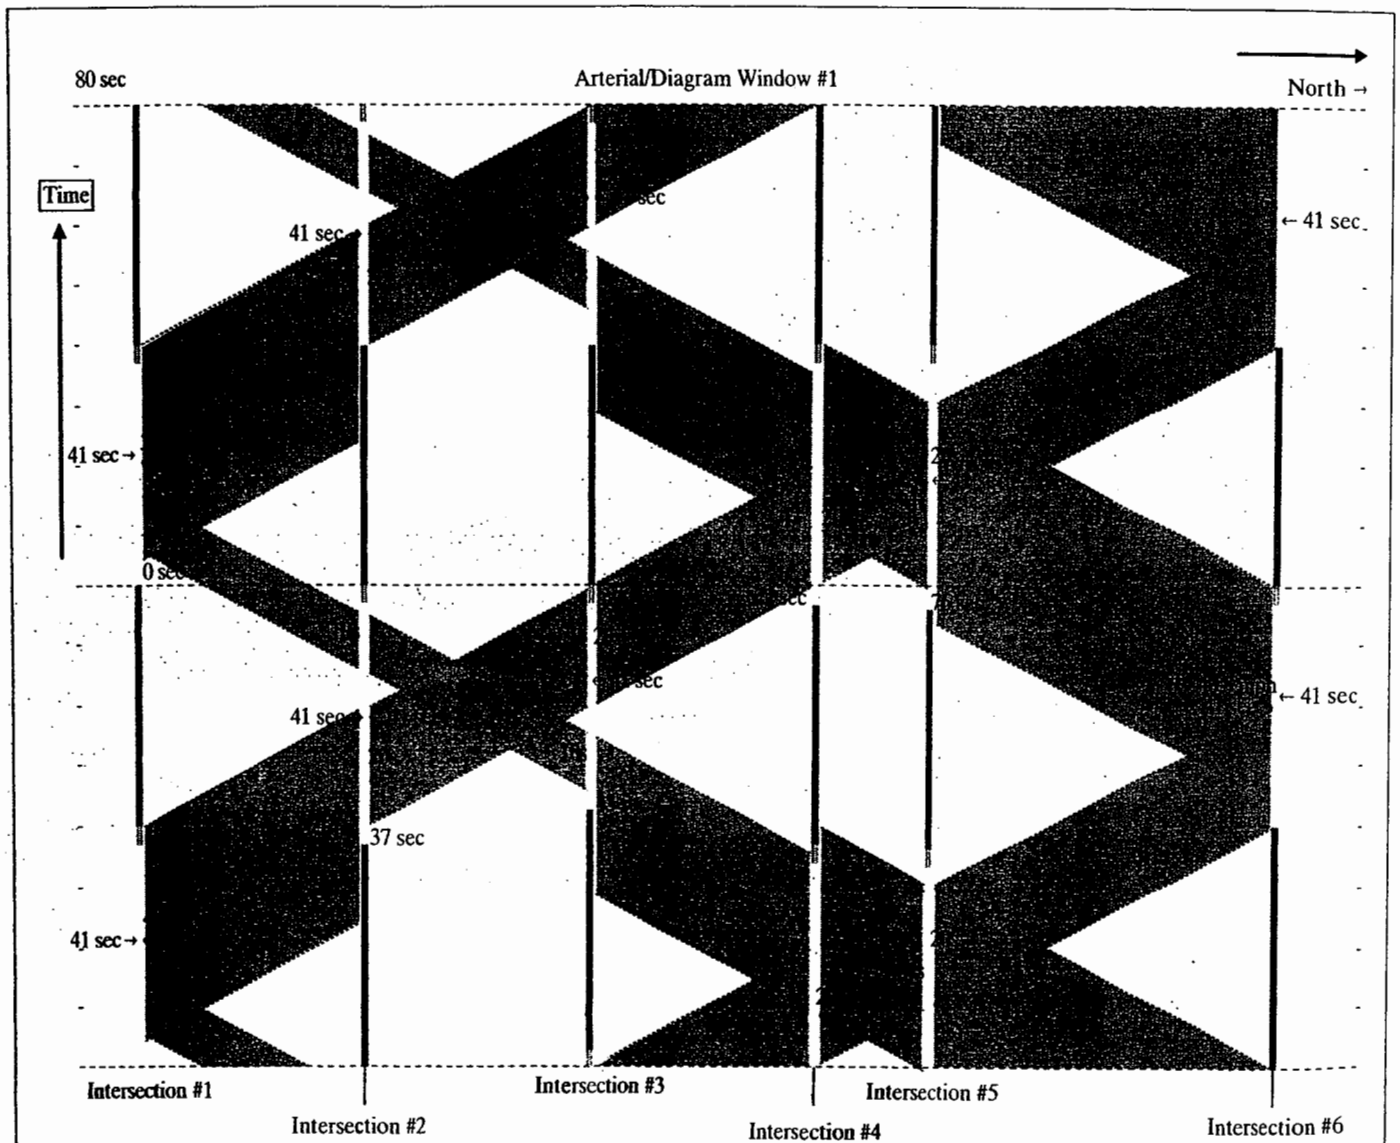 80 sec
Arterial/Diagram Window #1
North →
Time
sec
41 sec
← 41 sec
41 sec →
0 sec
sec
41 sec
← 41 sec
37 sec
41 sec →
Intersection #1
Intersection #3
Intersection #5
Intersection #2
Intersection #4
Intersection #6